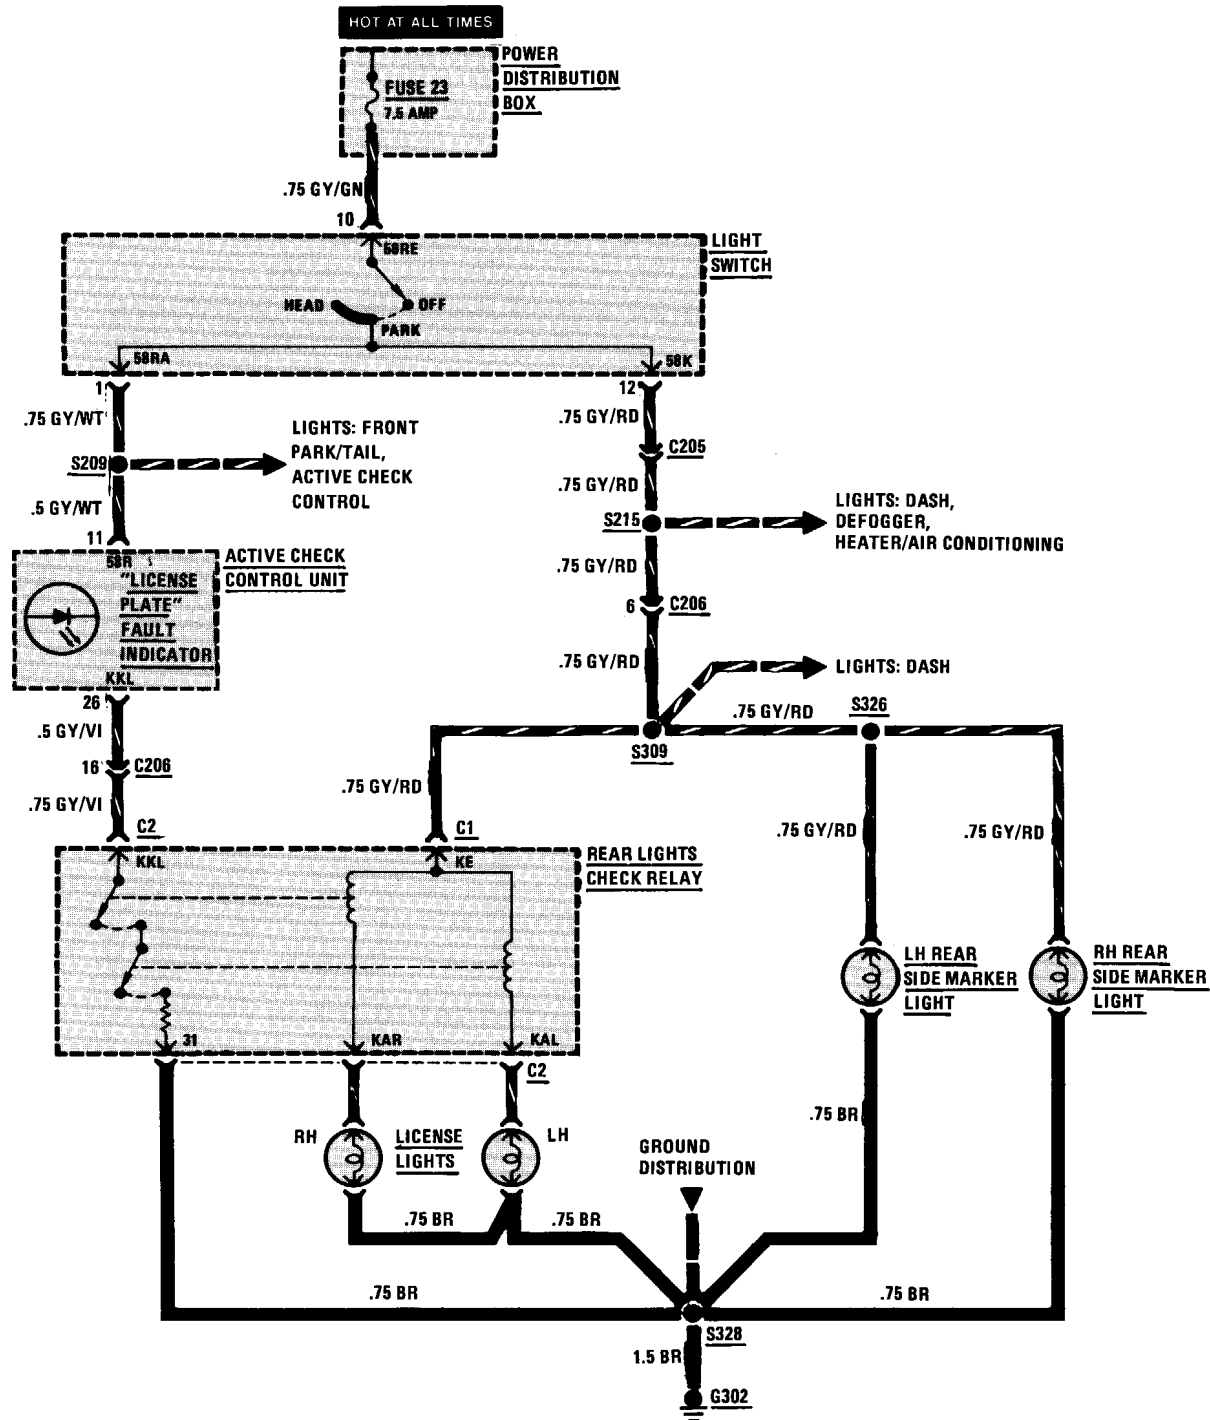 HOT AT ALL TIMES
POWER
DISTRIBUTION
BOX
FUSE 23
7.5 AMP
.75 GY/GN
10
LIGHT
SWITCH
58RE
HEAD
OFF
PARK
58RA
58K
1
12
.75 GY/WT
.75 GY/RD
LIGHTS: FRONT
PARK/TAIL,
ACTIVE CHECK
CONTROL
C205
S209
.75 GY/RD
.5 GY/WT
S215
LIGHTS: DASH,
DEFOGGER,
HEATER/AIR CONDITIONING
11
ACTIVE CHECK
CONTROL UNIT
58R
"LICENSE
PLATE"
FAULT
INDICATOR
KKL
.75 GY/RD
6
C206
.75 GY/RD
LIGHTS: DASH
26
.5 GY/VI
S309
.75 GY/RD
S326
16
C206
.75 GY/VI
.75 GY/RD
C2
C1
.75 GY/RD
.75 GY/RD
REAR LIGHTS
CHECK RELAY
KKL
KE
LH REAR
SIDE MARKER
LIGHT
RH REAR
SIDE MARKER
LIGHT
31
KAR
KAL
C2
RH
LICENSE
LIGHTS
LH
.75 BR
GROUND
DISTRIBUTION
.75 BR
.75 BR
.75 BR
.75 BR
S328
1.5 BR
G302